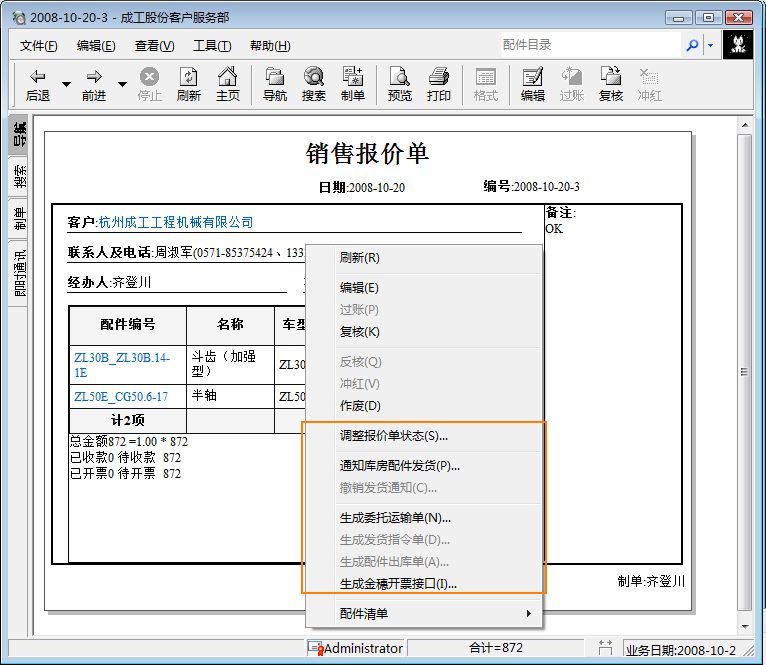 2008-10-20-3 - 成工股份客户服务部
文件(F) 编辑(E) 查看(V) 工具(T) 帮助(H) 配件目录
后退 前进 停止 刷新 主页 导航 搜索 制单 预览 打印 格式 编辑 过账 复核 冲红
导航
搜索
制单
即时通讯
销售报价单
日期:2008-10-20 编号:2008-10-20-3
客户:杭州成工工程机械有限公司
备注:
OK
联系人及电话:周淑军(0571-85375424、133
经办人:齐登川
配件编号 名称 车型
ZL30B_ZL30B.14-1E 斗齿（加强型） ZL30
ZL50E_CG50.6-17 半轴 ZL50
计2项
总金额872 =1.00 * 872
已收款0 待收款 872
已开票0 待开票 872
刷新(R)
编辑(E)
过账(P)
复核(K)
反核(Q)
冲红(V)
作废(D)
调整报价单状态(S)...
通知库房配件发货(P)...
撤销发货通知(C)...
生成委托运输单(N)...
生成发货指令单(D)...
生成配件出库单(A)...
生成金穗开票接口(I)...
配件清单
制单:齐登川
Administrator 合计=872 业务日期:2008-10-2